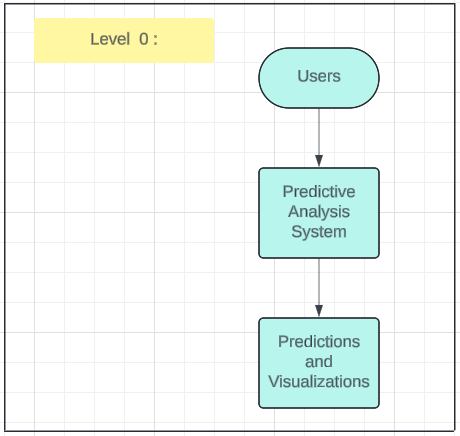 Level 0 :
Users
Predictive
Analysis
System
Predictions
and
Visualizations